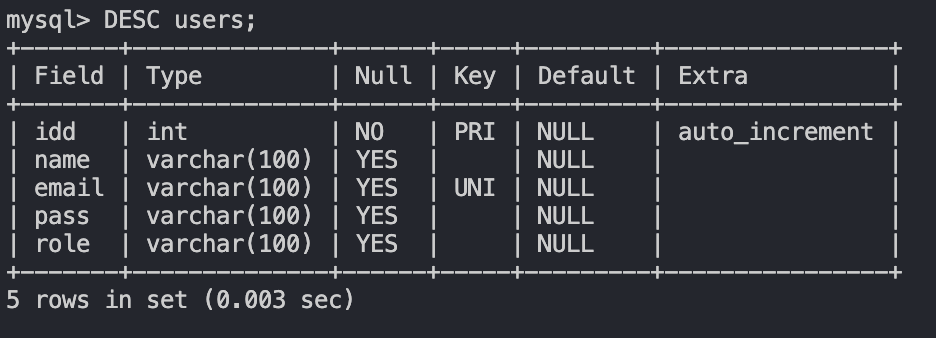 mysql> DESC users;
+-------+--------------+------+-----+---------+----------------+
| Field | Type         | Null | Key | Default | Extra          |
+-------+--------------+------+-----+---------+----------------+
| idd   | int          | NO   | PRI | NULL    | auto_increment |
| name  | varchar(100) | YES  |     | NULL    |                |
| email | varchar(100) | YES  | UNI | NULL    |                |
| pass  | varchar(100) | YES  |     | NULL    |                |
| role  | varchar(100) | YES  |     | NULL    |                |
+-------+--------------+------+-----+---------+----------------+
5 rows in set (0.003 sec)